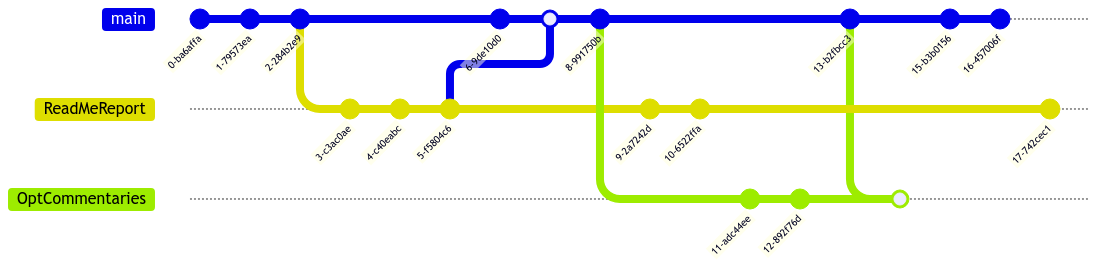 main
0-ba6affa
1-79573ea
2-284b2e9
6-9de10d0
8-991750b
13-b2fbcc3
15-b3b0156
16-457006f
ReadMeReport
3-c3ac0ae
4-c40eabc
5-f5804c6
9-2a7242d
10-6522ffa
17-742cec1
OptCommentaries
11-adc44ee
12-892f76d